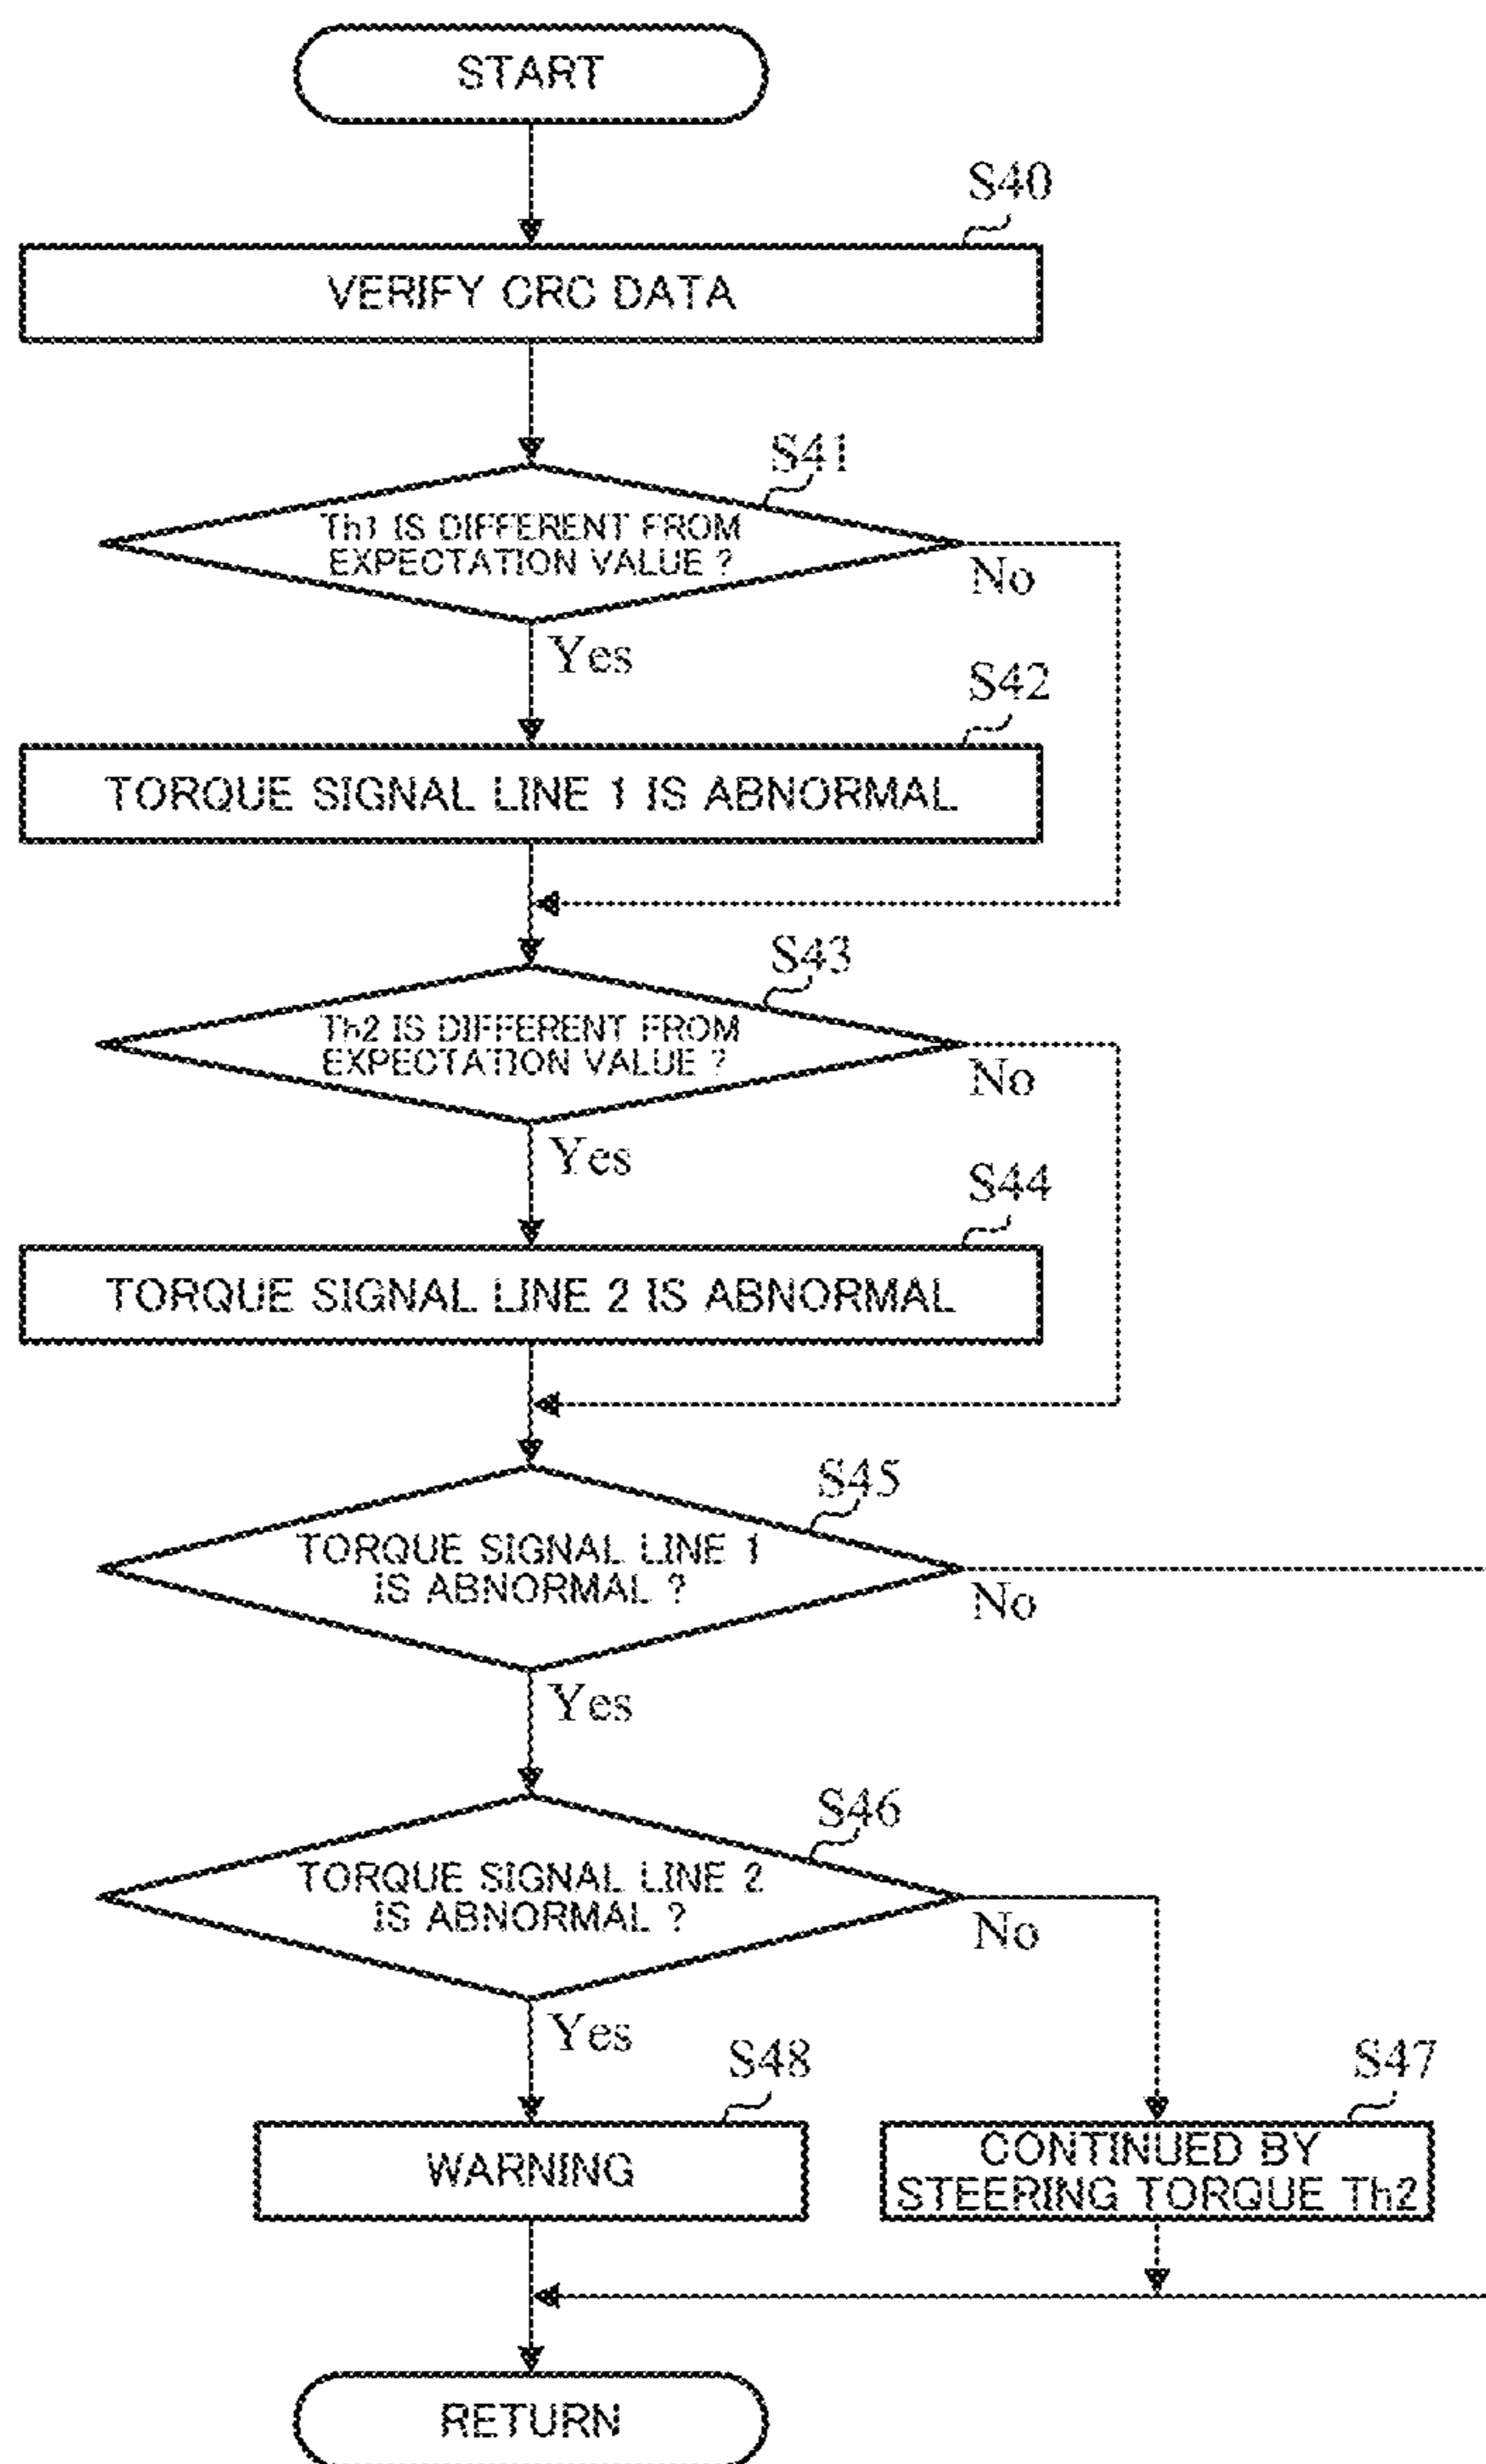 START
S40
VERIFY CRC DATA
S41
Th1 IS DIFFERENT FROM
EXPECTATION VALUE ?
No
Yes
S42
TORQUE SIGNAL LINE 1 IS ABNORMAL
S43
Th2 IS DIFFERENT FROM
EXPECTATION VALUE ?
No
Yes
S44
TORQUE SIGNAL LINE 2 IS ABNORMAL
S45
TORQUE SIGNAL LINE 1
IS ABNORMAL ?
No
Yes
S46
TORQUE SIGNAL LINE 2
IS ABNORMAL ?
No
Yes
S48
WARNING
S47
CONTINUED BY
STEERING TORQUE Th2
RETURN